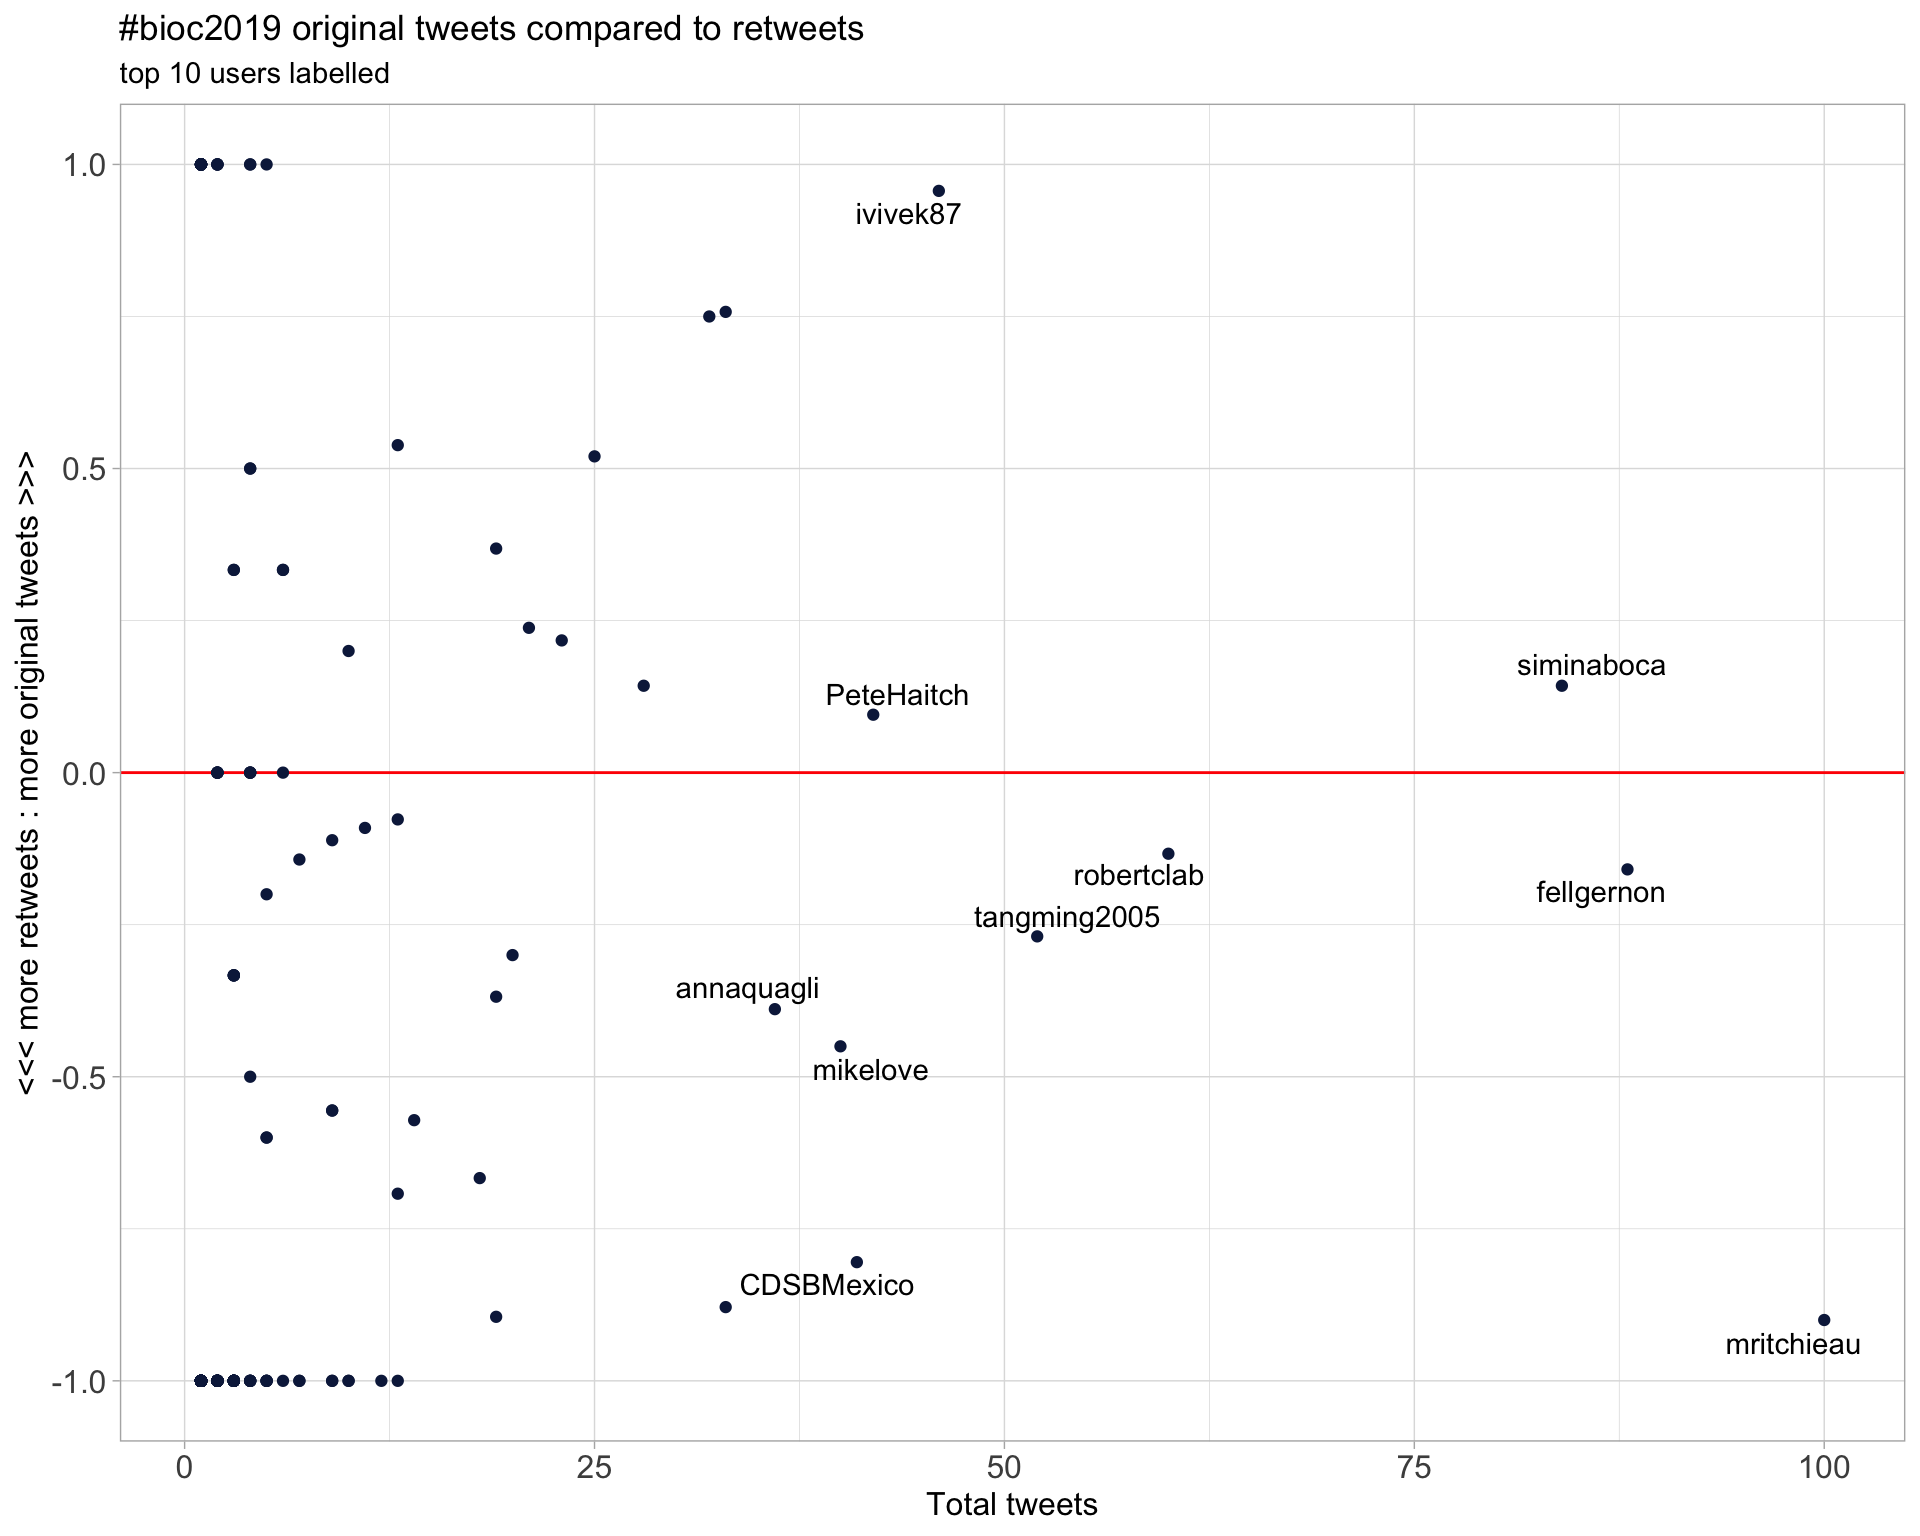 #bioc2019 original tweets compared to retweets
top 10 users labelled
<<< more retweets : more original tweets >>>
1.0
0.5
0.0
-0.5
-1.0
ivivek87
siminaboca
PeteHaitch
robertclab
fellgernon
tangming2005
annaquagli
mikelove
CDSBMexico
mritchieau
0 25 50 75 100
Total tweets